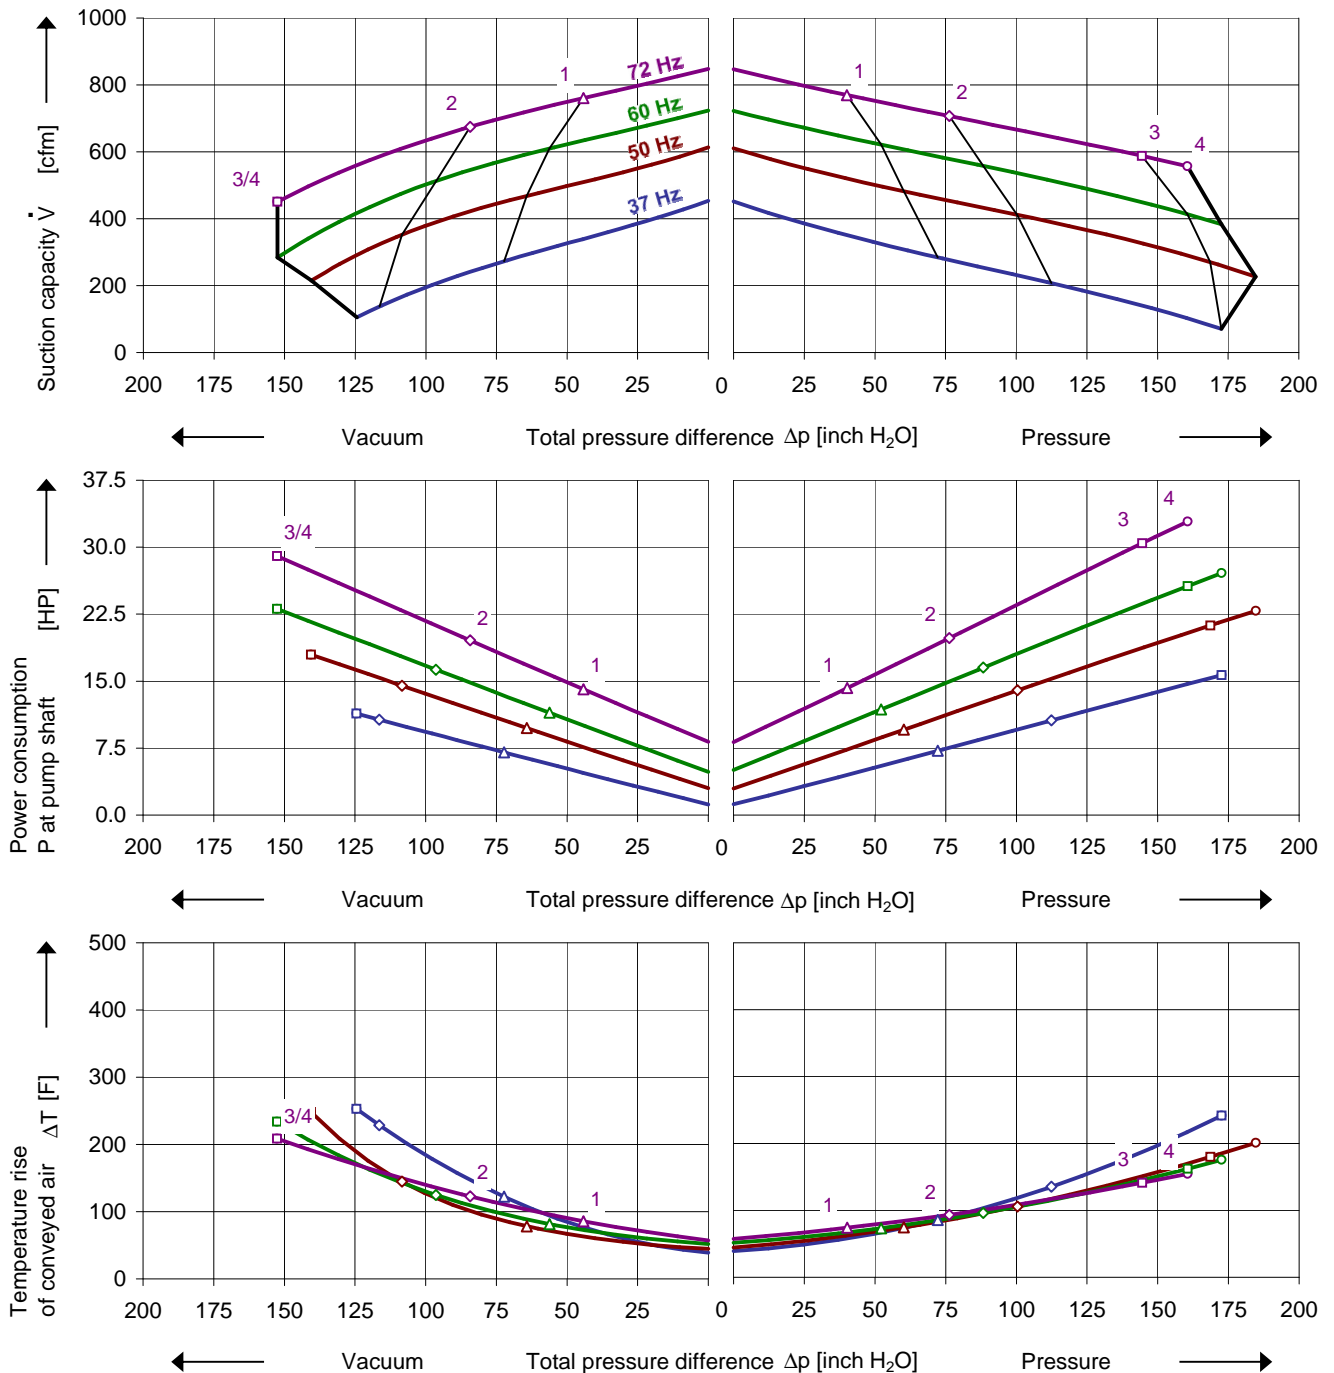 1000
800
600
400
200
0
Suction capacity V̇ [cfm]
72 Hz
60 Hz
50 Hz
37 Hz
3/4
2
1
1
2
3
4
200 175 150 125 100 75 50 25 0 25 50 75 100 125 150 175 200
Vacuum Total pressure difference Δp [inch H₂O] Pressure
37.5
30.0
22.5
15.0
7.5
0.0
Power consumption
P at pump shaft [HP]
3/4
2
1
1
2
3
4
200 175 150 125 100 75 50 25 0 25 50 75 100 125 150 175 200
Vacuum Total pressure difference Δp [inch H₂O] Pressure
500
400
300
200
100
0
Temperature rise
of conveyed air ΔT [F]
3/4
2
1
1
2
3
4
200 175 150 125 100 75 50 25 0 25 50 75 100 125 150 175 200
Vacuum Total pressure difference Δp [inch H₂O] Pressure